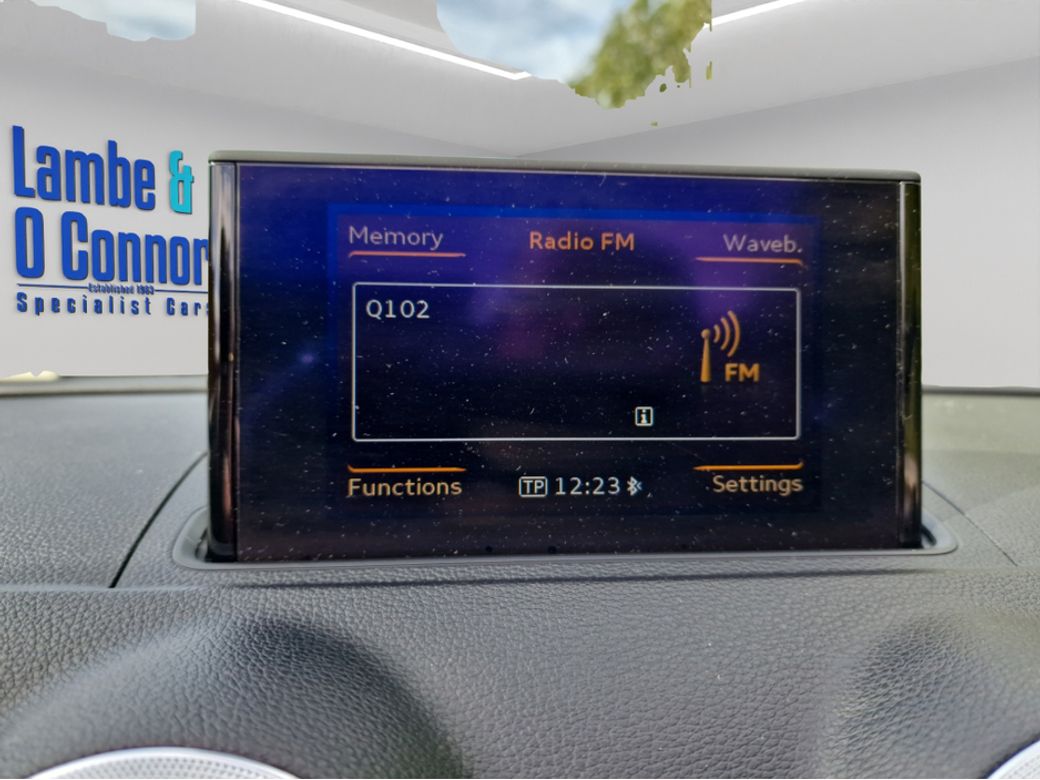 Lambe &
O Connor
Established 1983
Specialist Cars
Memory Radio FM Waveb.
Q102
FM
i
Functions TP 12:23 Settings